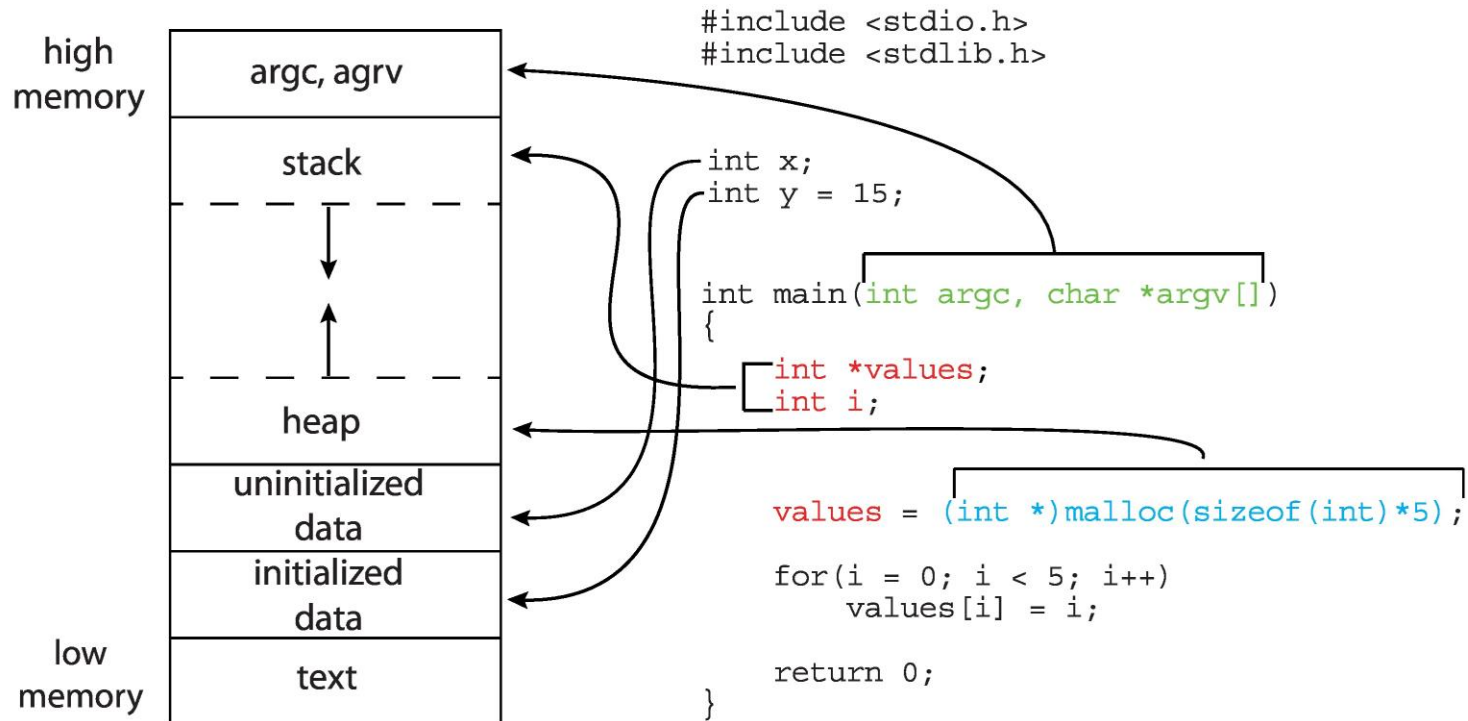 high
memory
argc, agrv
stack
heap
uninitialized
data
initialized
data
low
memory
text
#include <stdio.h>
#include <stdlib.h>
int x;
int y = 15;
int main(int argc, char *argv[])
{
int *values;
int i;
values = (int *)malloc(sizeof(int)*5);
for(i = 0; i < 5; i++)
values[i] = i;
return 0;
}